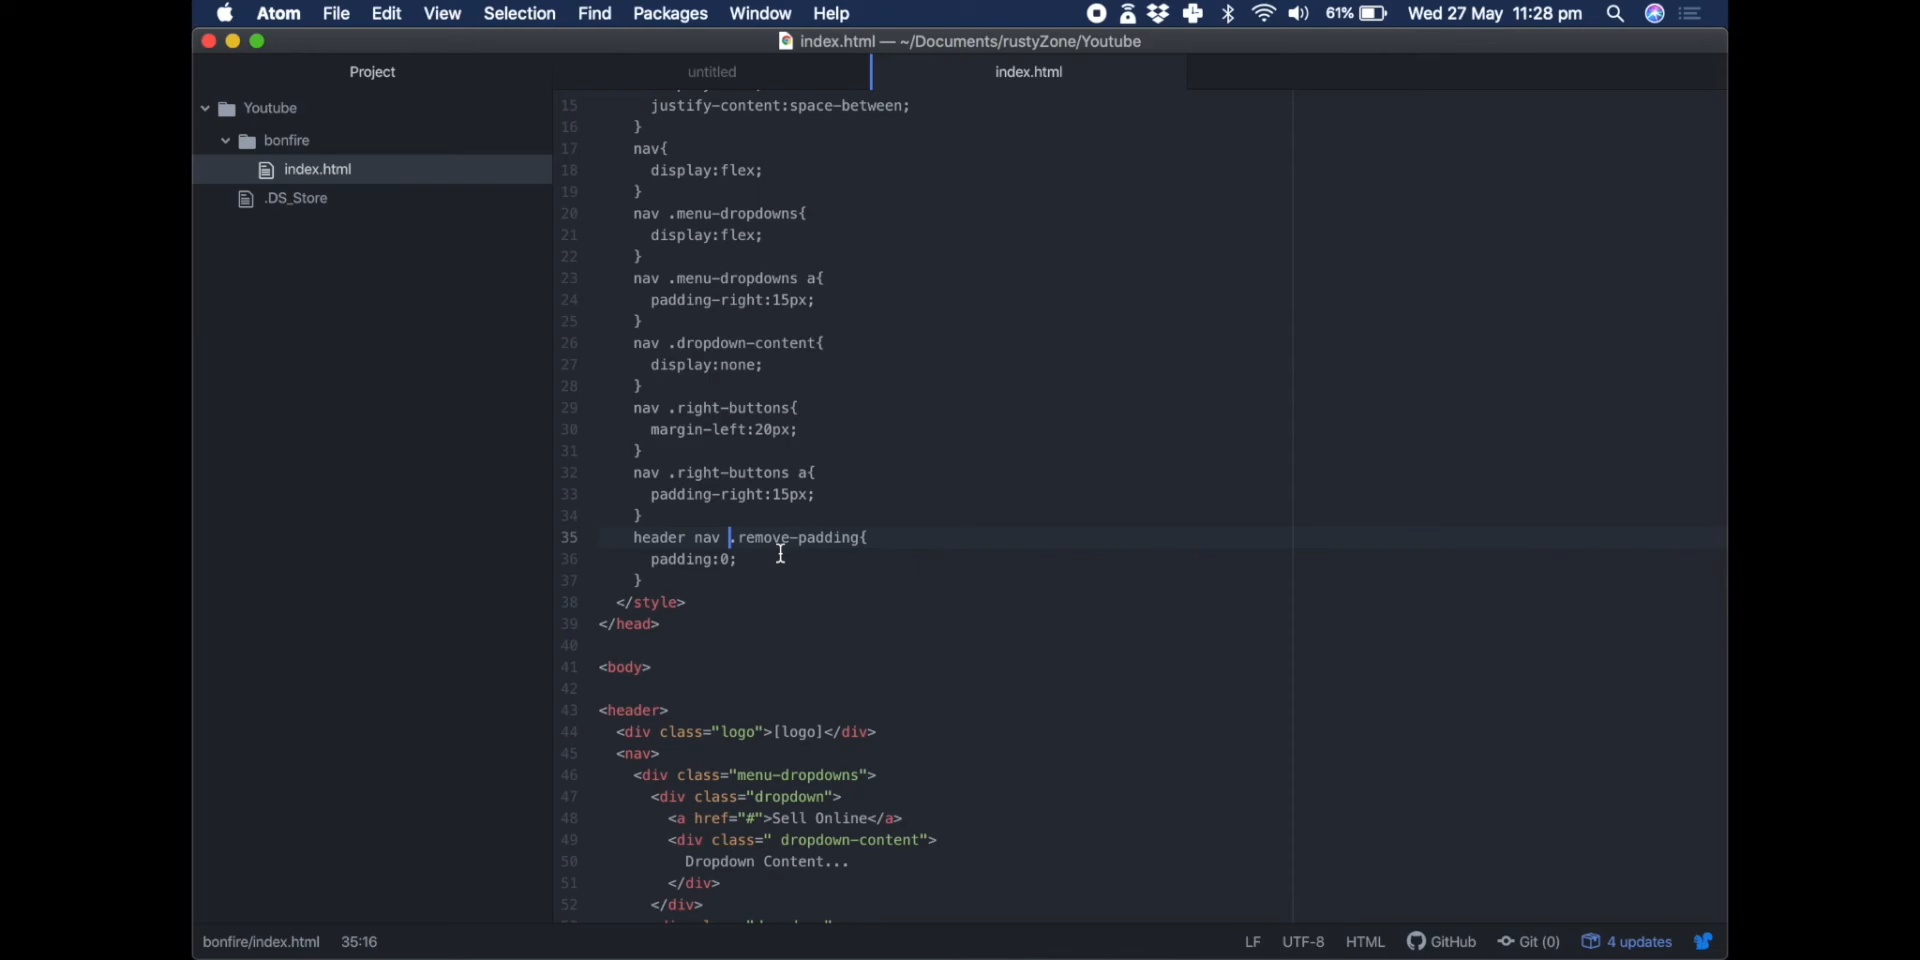 Atom File Edit View Selection Find Packages Window Help 61% Wed 27 May 11:28 pm
index.html — ~/Documents/rustyZone/Youtube
Project
untitled
index.html
Youtube
bonfire
index.html
.DS_Store
15 justify-content:space-between;
16 }
17 nav{
18 display:flex;
19 }
20 nav .menu-dropdowns{
21 display:flex;
22 }
23 nav .menu-dropdowns a{
24 padding-right:15px;
25 }
26 nav .dropdown-content{
27 display:none;
28 }
29 nav .right-buttons{
30 margin-left:20px;
31 }
32 nav .right-buttons a{
33 padding-right:15px;
34 }
35 header nav .remove-padding{
36 padding:0;
37 }
38 </style>
39 </head>
40
41 <body>
42
43 <header>
44 <div class="logo">[logo]</div>
45 <nav>
46 <div class="menu-dropdowns">
47 <div class="dropdown">
48 <a href="#">Sell Online</a>
49 <div class=" dropdown-content">
50 Dropdown Content...
51 </div>
52 </div>
bonfire/index.html 35:16 LF UTF-8 HTML GitHub Git (0) 4 updates